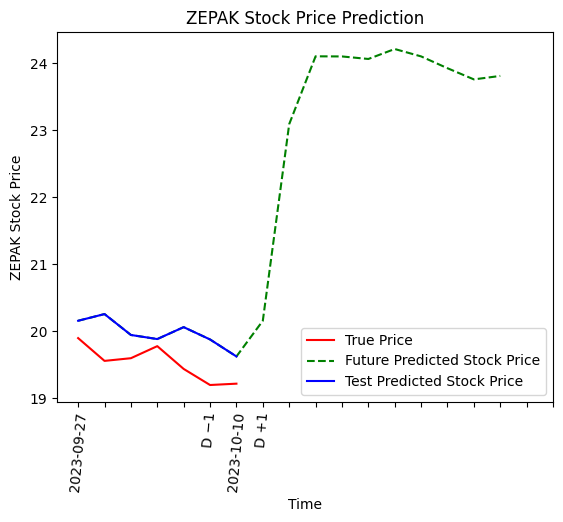 ZEPAK Stock Price Prediction
ZEPAK Stock Price
24
23
22
21
20
19
True Price
Future Predicted Stock Price
Test Predicted Stock Price
2023-09-27
D −1
2023-10-10
D +1
Time